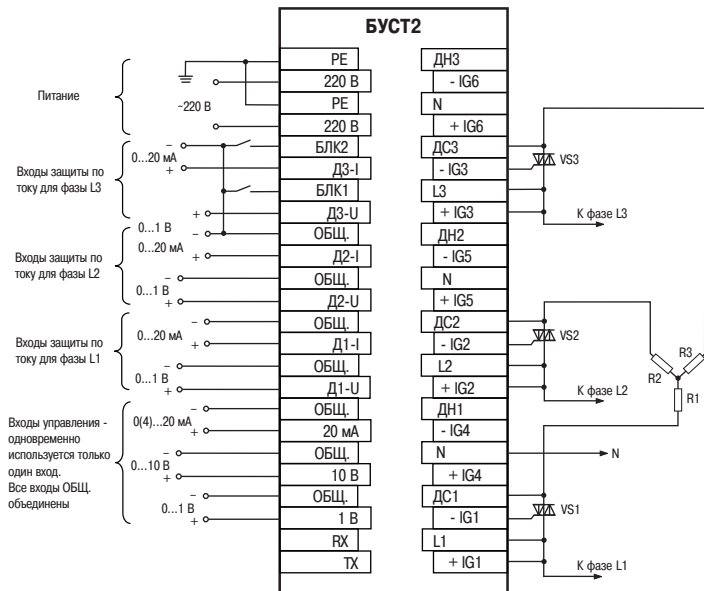 БУСТ2
Питание
~220 В
Входы защиты по
току для фазы L3
–
0...20 мА
+
+
Входы защиты по
току для фазы L2
0...1 В
–
0...20 мА
+
–
0...1 В
+
Входы защиты по
току для фазы L1
–
0...20 мА
+
–
0...1 В
+
Входы управления -
одновременно
используется только
один вход.
Все входы ОБЩ.
объединены
–
0(4)...20 мА
+
–
0...10 В
+
–
0...1 В
+
PE
220 В
PE
220 В
БЛК2
Д3-I
БЛК1
Д3-U
ОБЩ.
Д2-I
ОБЩ.
Д2-U
ОБЩ.
Д1-I
ОБЩ.
Д1-U
ОБЩ.
20 мА
ОБЩ.
10 В
ОБЩ.
1 В
RX
TX
ДН3
- IG6
N
+ IG6
ДС3
- IG3
L3
+ IG3
ДН2
- IG5
N
+ IG5
ДС2
- IG2
L2
+ IG2
ДН1
- IG4
N
+ IG4
ДС1
- IG1
L1
+ IG1
VS3
К фазе L3
VS2
К фазе L2
R2
R3
R1
N
VS1
К фазе L1